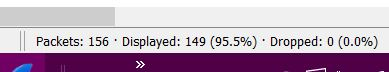 Packets: 156 · Displayed: 149 (95.5%) · Dropped: 0 (0.0%)
»